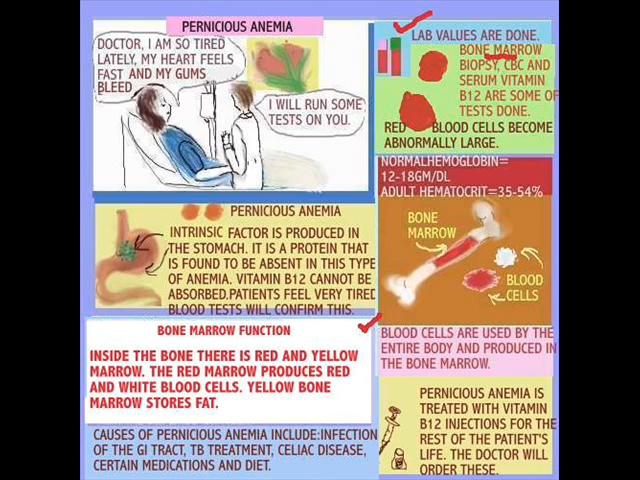 PERNICIOUS ANEMIA
DOCTOR, I AM SO TIRED
LATELY, MY HEART FEELS
FAST AND MY GUMS
BLEED
I WILL RUN SOME
TESTS ON YOU.
LAB VALUES ARE DONE.
BONE MARROW
BIOPSY, CBC AND
SERUM VITAMIN
B12 ARE SOME OF
TESTS DONE.
RED BLOOD CELLS BECOME
ABNORMALLY LARGE.
PERNICIOUS ANEMIA
INTRINSIC FACTOR IS PRODUCED IN
THE STOMACH. IT IS A PROTEIN THAT
IS FOUND TO BE ABSENT IN THIS TYPE
OF ANEMIA. VITAMIN B12 CANNOT BE
ABSORBED.PATIENTS FEEL VERY TIRED
BLOOD TESTS WILL CONFIRM THIS.
NORMALHEMOGLOBIN=
12-18GM/DL
ADULT HEMATOCRIT=35-54%
BONE
MARROW
BLOOD
CELLS
BLOOD CELLS ARE USED BY THE
ENTIRE BODY AND PRODUCED IN
THE BONE MARROW.
BONE MARROW FUNCTION
INSIDE THE BONE THERE IS RED AND YELLOW
MARROW. THE RED MARROW PRODUCES RED
AND WHITE BLOOD CELLS. YELLOW BONE
MARROW STORES FAT.
CAUSES OF PERNICIOUS ANEMIA INCLUDE:INFECTION
OF THE GI TRACT, TB TREATMENT, CELIAC DISEASE,
CERTAIN MEDICATIONS AND DIET.
PERNICIOUS ANEMIA IS
TREATED WITH VITAMIN
B12 INJECTIONS FOR THE
REST OF THE PATIENT'S
LIFE. THE DOCTOR WILL
ORDER THESE.